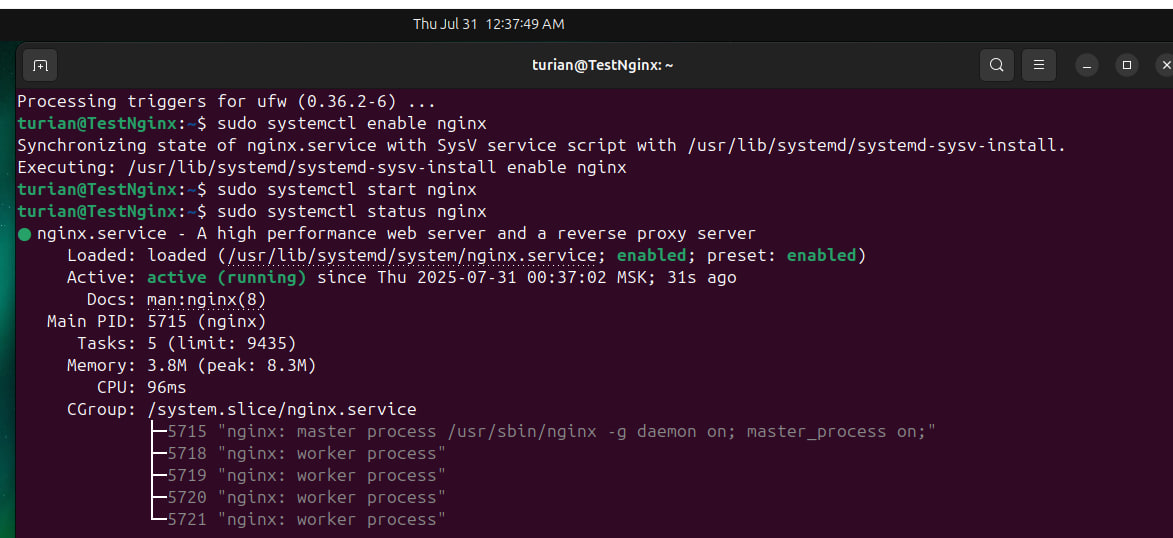 Thu Jul 31 12:37:49 AM
turian@TestNginx: ~
Processing triggers for ufw (0.36.2-6) ...
turian@TestNginx:~$ sudo systemctl enable nginx
Synchronizing state of nginx.service with SysV service script with /usr/lib/systemd/systemd-sysv-install.
Executing: /usr/lib/systemd/systemd-sysv-install enable nginx
turian@TestNginx:~$ sudo systemctl start nginx
turian@TestNginx:~$ sudo systemctl status nginx
● nginx.service - A high performance web server and a reverse proxy server
Loaded: loaded (/usr/lib/systemd/system/nginx.service; enabled; preset: enabled)
Active: active (running) since Thu 2025-07-31 00:37:02 MSK; 31s ago
Docs: man:nginx(8)
Main PID: 5715 (nginx)
Tasks: 5 (limit: 9435)
Memory: 3.8M (peak: 8.3M)
CPU: 96ms
CGroup: /system.slice/nginx.service
├─5715 "nginx: master process /usr/sbin/nginx -g daemon on; master_process on;"
├─5718 "nginx: worker process"
├─5719 "nginx: worker process"
├─5720 "nginx: worker process"
└─5721 "nginx: worker process"